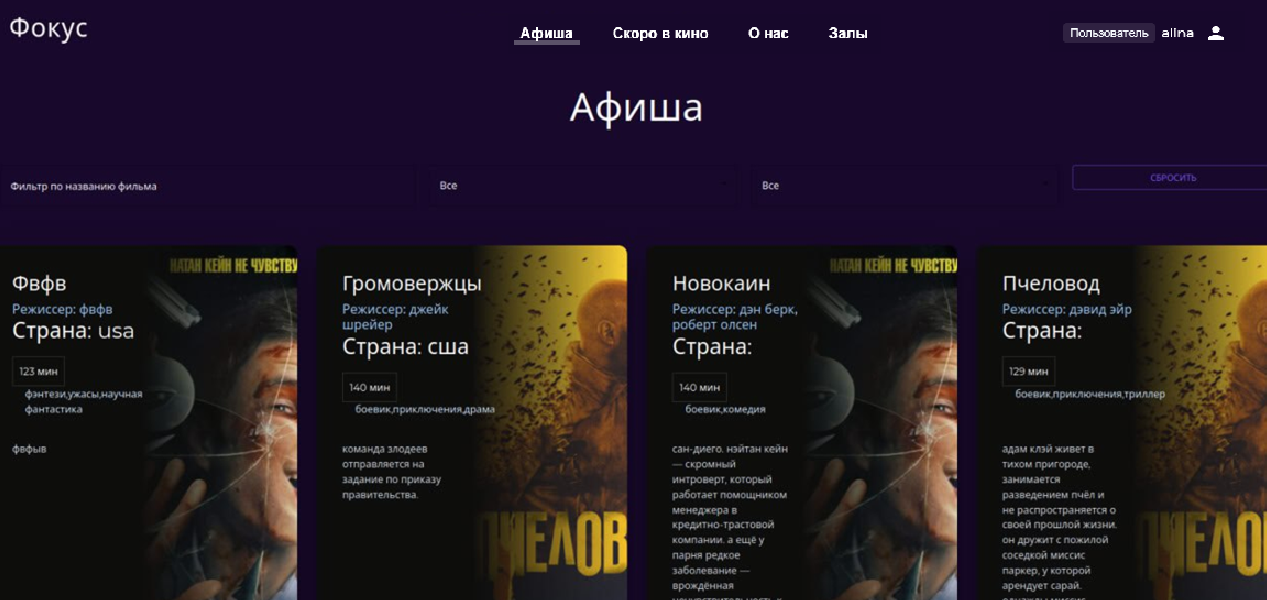 Фокус
Афиша Скоро в кино О нас Залы
Пользователь alina
Афиша
Фильтр по названию фильма
Все
Все
СБРОСИТЬ
Фвфв
Режиссер: фвфв
Страна: usa
123 мин
фэнтези,ужасы,научная
фантастика
фвфыв
НАТАН КЕЙН НЕ ЧУВСТВУ
Громовержцы
Режиссер: джейк
шрейер
Страна: сша
140 мин
боевик,приключения,драма
команда злодеев
отправляется на
задание по приказу
правительства.
ПЧЕЛОВ
Новокаин
Режиссер: дэн берк,
роберт олсен
Страна:
140 мин
боевик,комедия
сан-диего. нэйтан кейн
— скромный
интроверт, который
работает помощником
менеджера в
кредитно-трастовой
компании. а ещё у
парня редкое
заболевание —
врождённая
нечувствительность к
НАТАН КЕЙН НЕ ЧУВСТВУ
Пчеловод
Режиссер: дэвид эйр
Страна:
129 мин
боевик,приключения,триллер
адам клэй живет в
тихом пригороде,
занимается
разведением пчёл и
не распространяется о
своей прошлой жизни.
он дружит с пожилой
соседкой миссис
паркер, у которой
арендует сарай.
однажды миссис
ПЧЕЛО